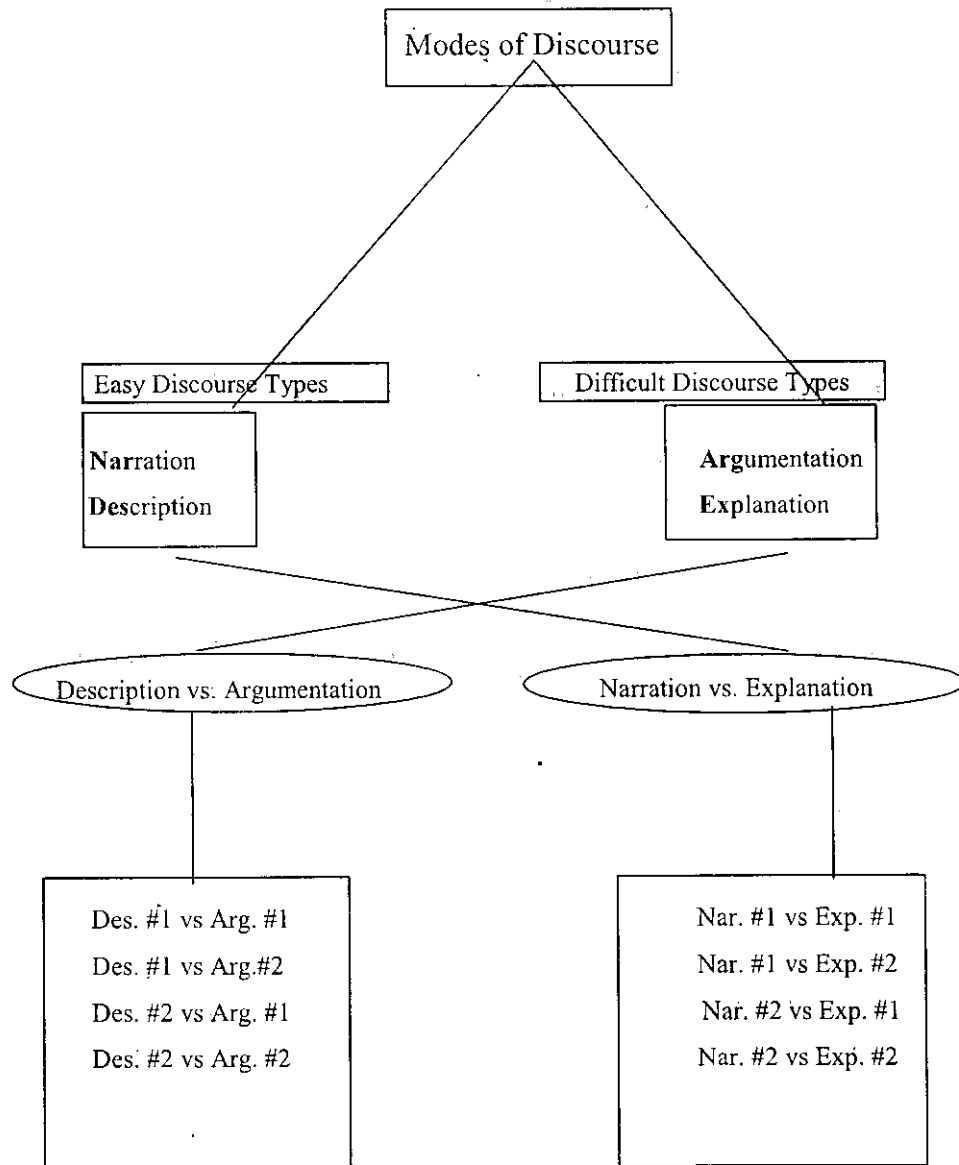 Modes of Discourse
Easy Discourse Types
Difficult Discourse Types
Narration
Description
Argumentation
Explanation
Description vs. Argumentation
Narration vs. Explanation
Des. #1 vs Arg. #1
Des. #1 vs Arg.#2
Des. #2 vs Arg. #1
Des. #2 vs Arg. #2
Nar. #1 vs Exp. #1
Nar. #1 vs Exp. #2
Nar. #2 vs Exp. #1
Nar. #2 vs Exp. #2